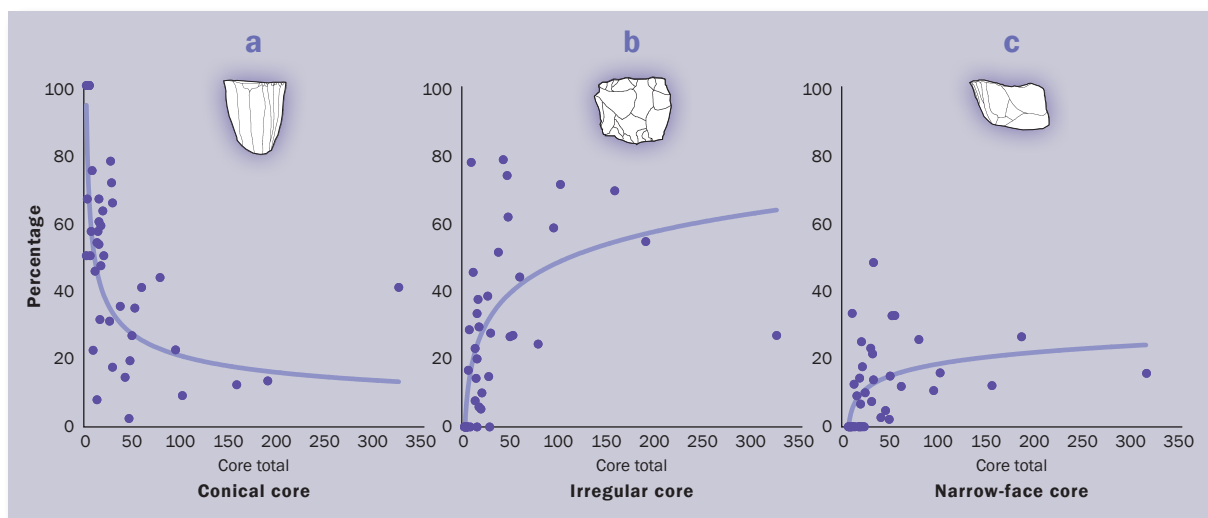 a b c
Percentage
100 100 100
80 80 80
60 60 60
40 40 40
20 20 20
0 0 0
0 50 100 150 200 250 300 350 0 50 100 150 200 250 300 350 0 50 100 150 200 250 300 350
Core total Core total Core total
Conical core Irregular core Narrow-face core